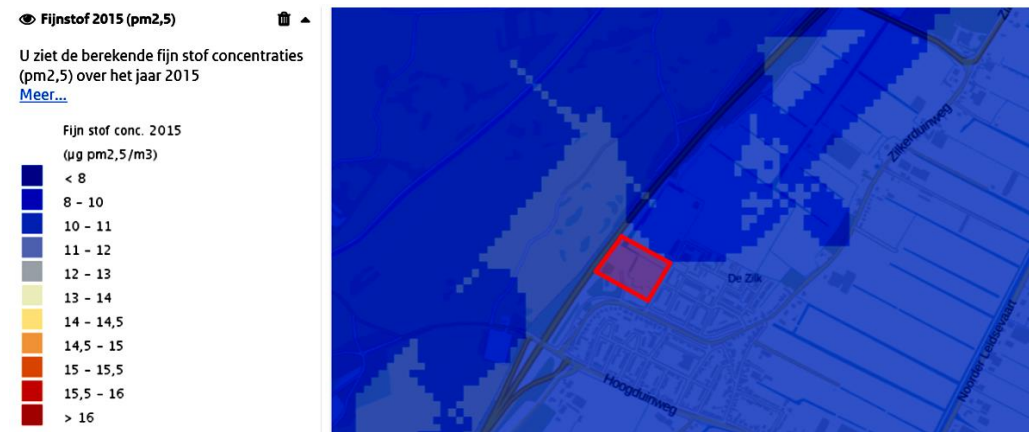 Fijnstof 2015 (pm2,5)
U ziet de berekende fijn stof concentraties
(pm2,5) over het jaar 2015
Meer...
Fijn stof conc. 2015
(µg pm2,5/m3)
< 8
8 - 10
10 - 11
11 - 12
12 - 13
13 - 14
14 - 14,5
14,5 - 15
15 - 15,5
15,5 - 16
> 16
Zilkerduinweg
De Zilk
Hoogduinweg
Noorder Leidsevaart